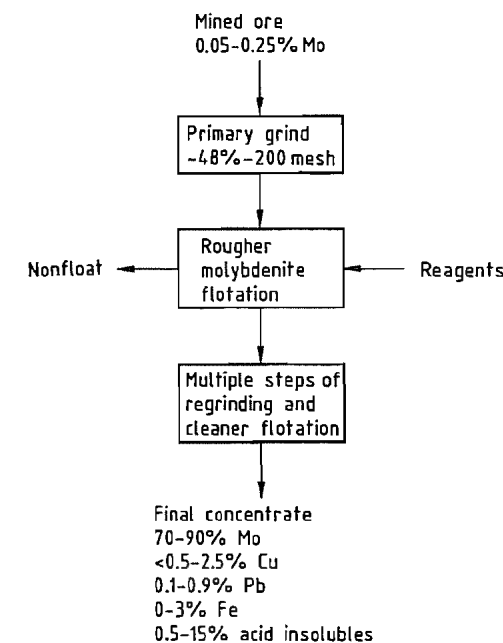 Mined ore
0.05-0.25% Mo
Primary grind
~48%-200 mesh
Rougher
molybdenite
flotation
Nonfloat
Reagents
Multiple steps of
regrinding and
cleaner flotation
Final concentrate
70-90% Mo
<0.5-2.5% Cu
0.1-0.9% Pb
0-3% Fe
0.5-15% acid insolubles